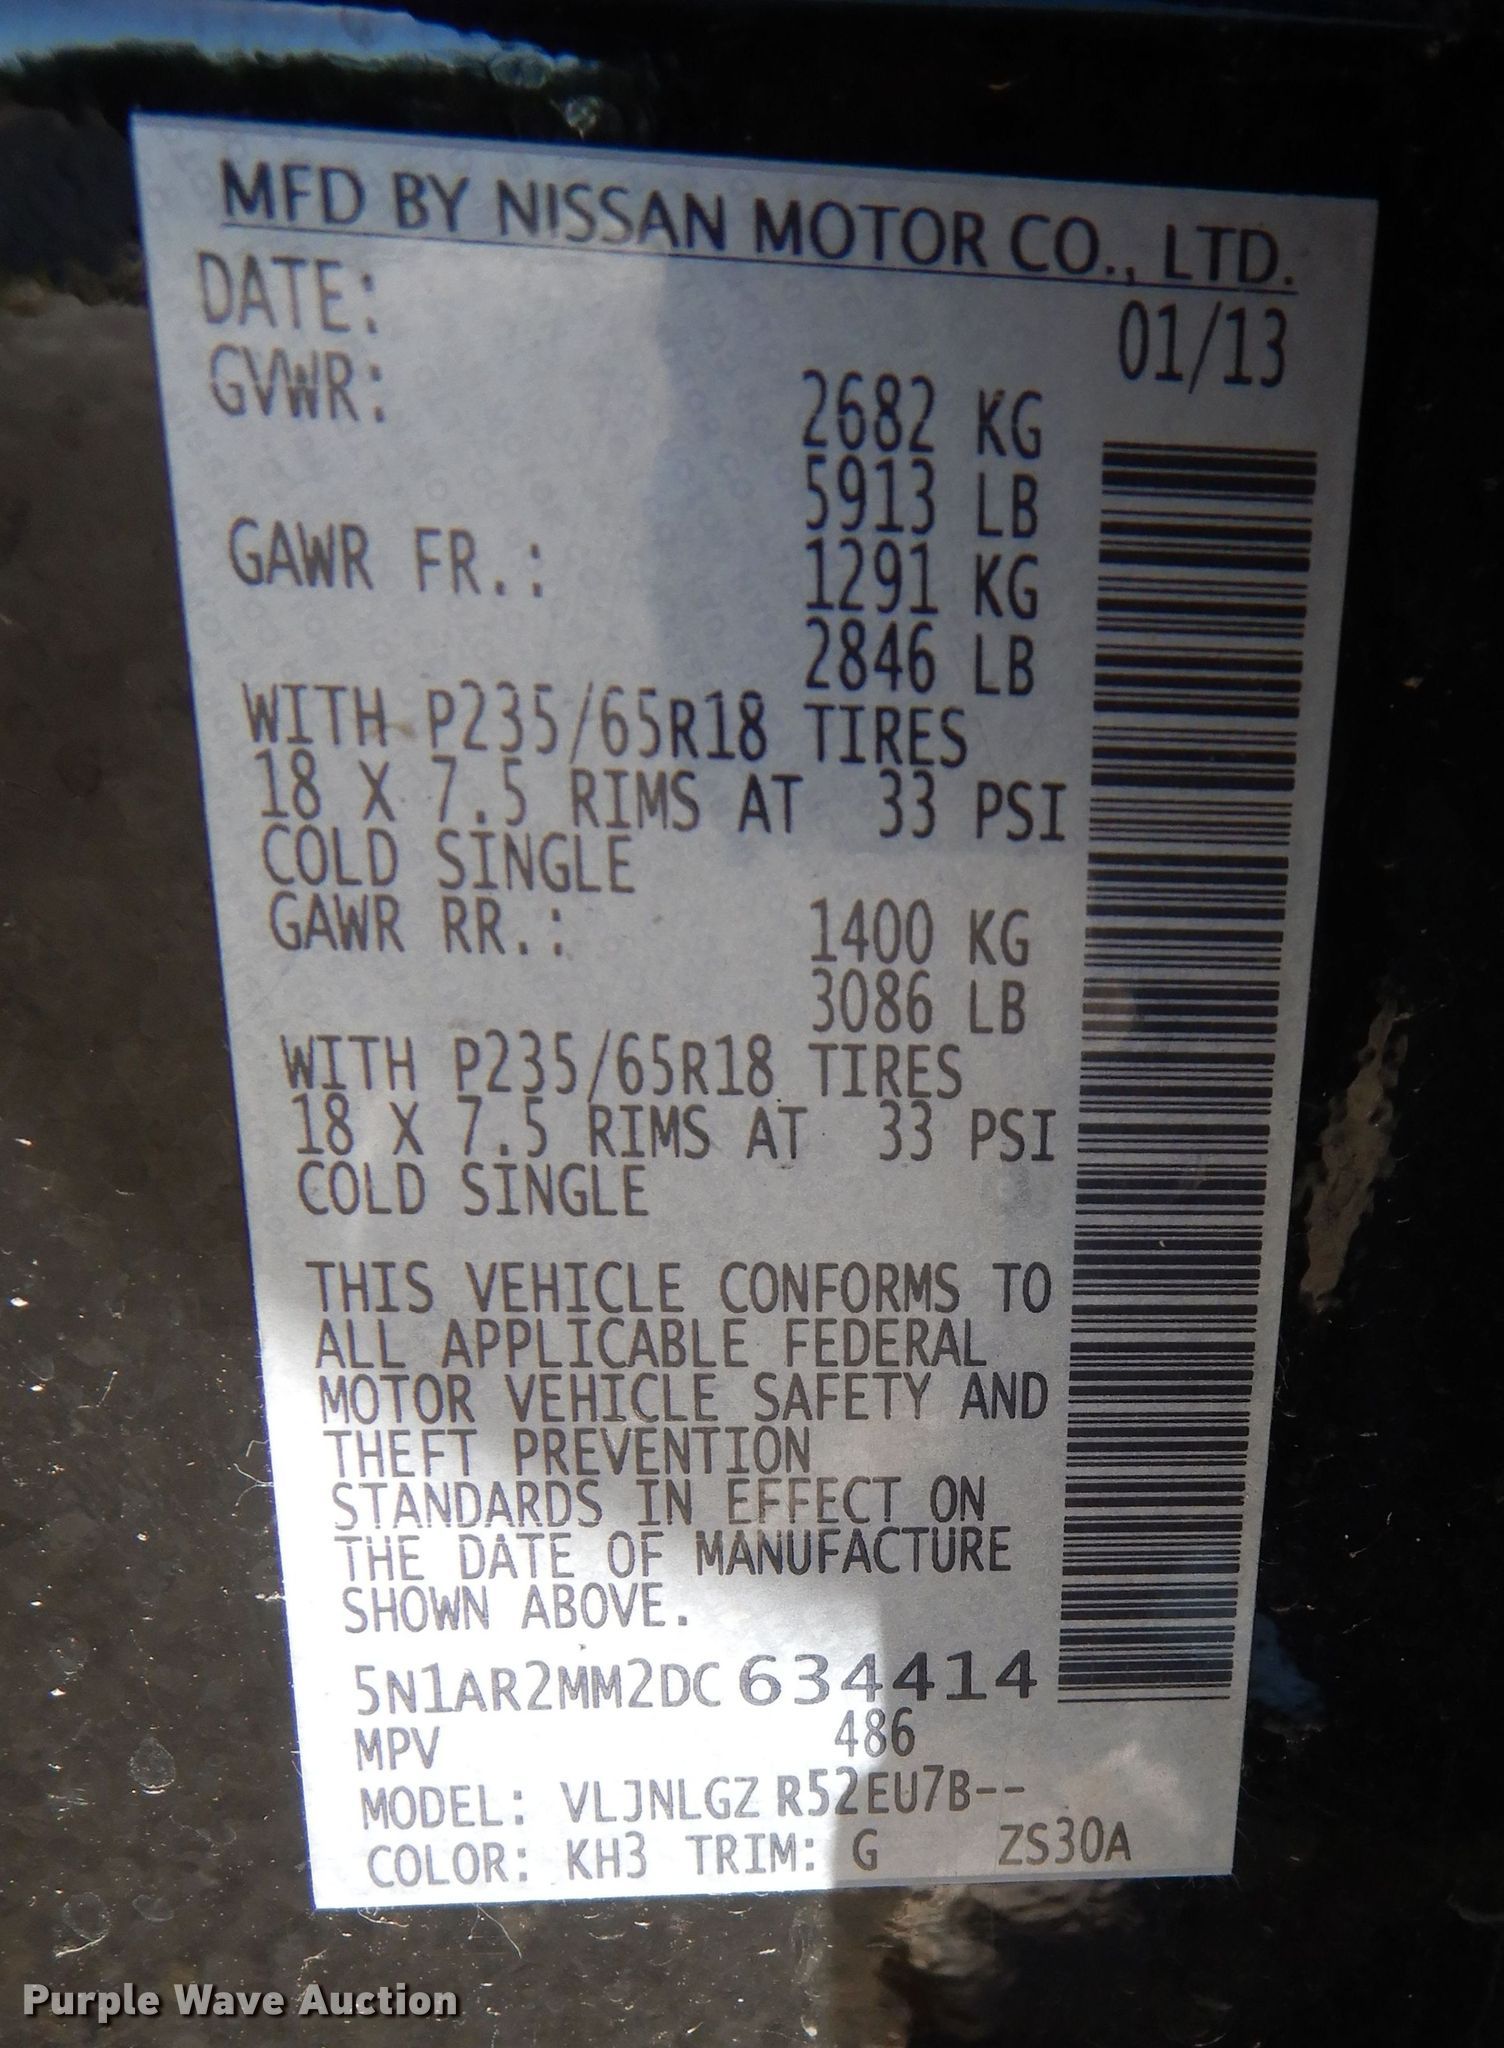 MFD BY NISSAN MOTOR CO., LTD.
DATE: 01/13
GVWR: 2682 KG
5913 LB
GAWR FR.: 1291 KG
2846 LB
WITH P235/65R18 TIRES
18 X 7.5 RIMS AT 33 PSI
COLD SINGLE
GAWR RR.: 1400 KG
3086 LB
WITH P235/65R18 TIRES
18 X 7.5 RIMS AT 33 PSI
COLD SINGLE
THIS VEHICLE CONFORMS TO
ALL APPLICABLE FEDERAL
MOTOR VEHICLE SAFETY AND
THEFT PREVENTION
STANDARDS IN EFFECT ON
THE DATE OF MANUFACTURE
SHOWN ABOVE.
5N1AR2MM2DC634414
MPV 486
MODEL: VLJNLGZ R52EU7B--
COLOR: KH3 TRIM: G ZS30A
Purple Wave Auction